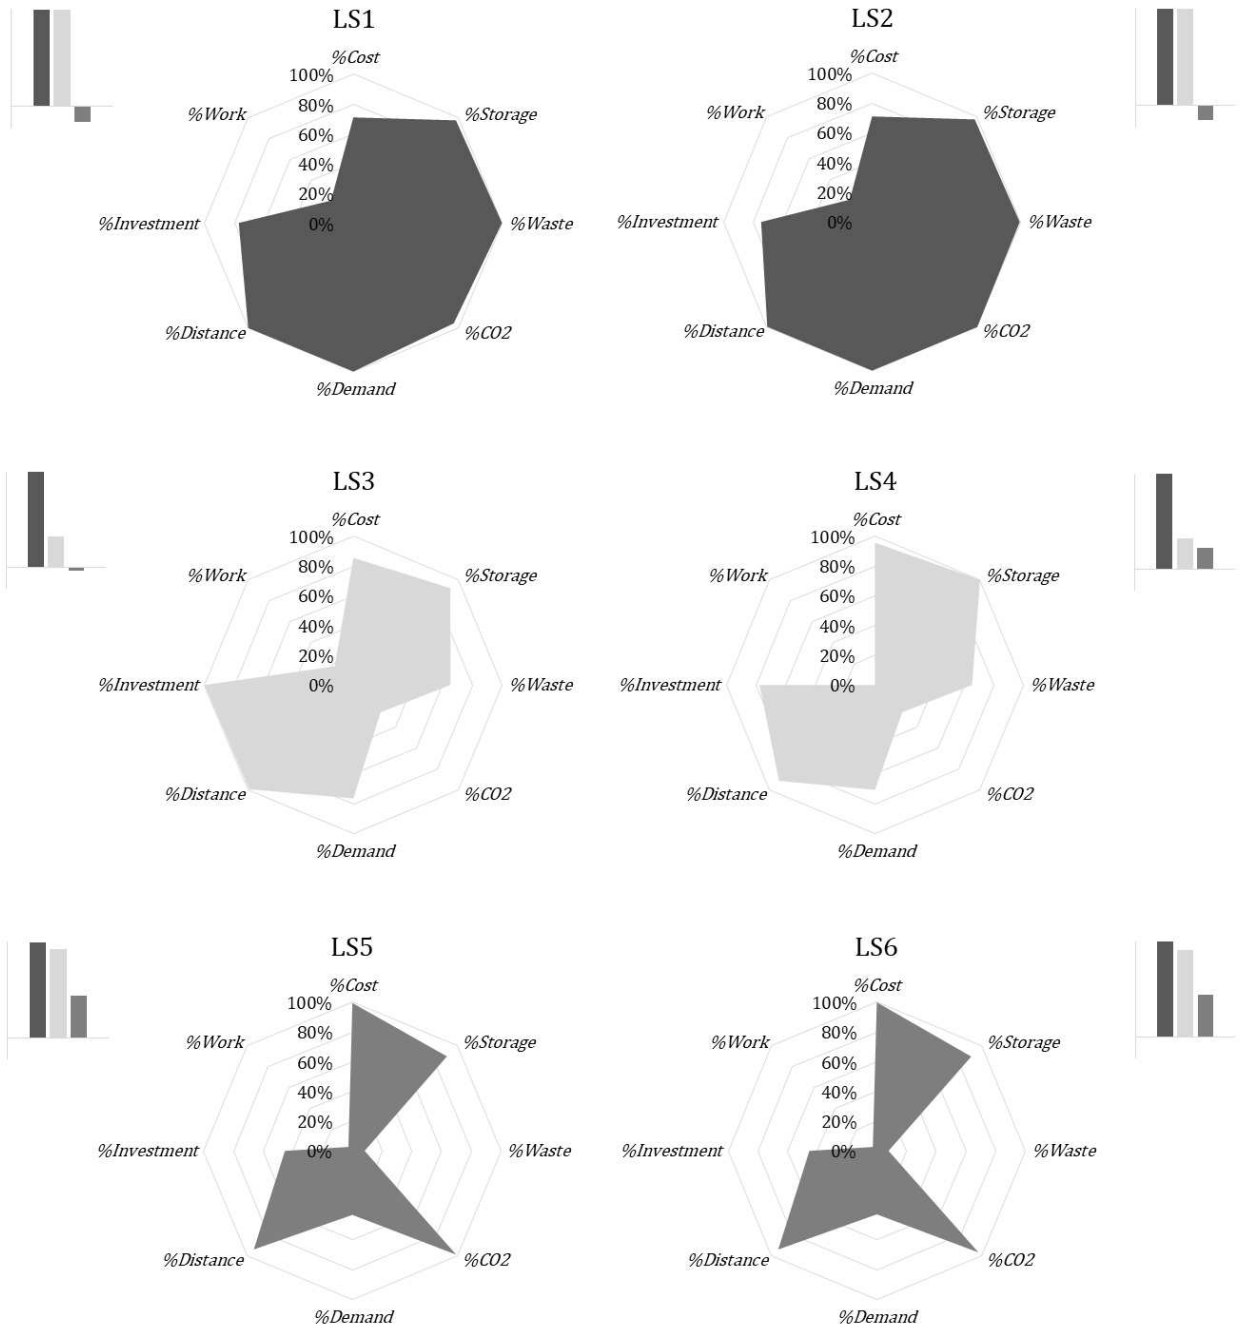 LS1
%Cost
100%
80%
60%
40%
20%
0%
%Storage
%Waste
%CO2
%Demand
%Distance
%Investment
%Work
LS2
%Cost
100%
80%
60%
40%
20%
0%
%Storage
%Waste
%CO2
%Demand
%Distance
%Investment
%Work
LS3
%Cost
100%
80%
60%
40%
20%
0%
%Storage
%Waste
%CO2
%Demand
%Distance
%Investment
%Work
LS4
%Cost
100%
80%
60%
40%
20%
0%
%Storage
%Waste
%CO2
%Demand
%Distance
%Investment
%Work
LS5
%Cost
100%
80%
60%
40%
20%
0%
%Storage
%Waste
%CO2
%Demand
%Distance
%Investment
%Work
LS6
%Cost
100%
80%
60%
40%
20%
0%
%Storage
%Waste
%CO2
%Demand
%Distance
%Investment
%Work